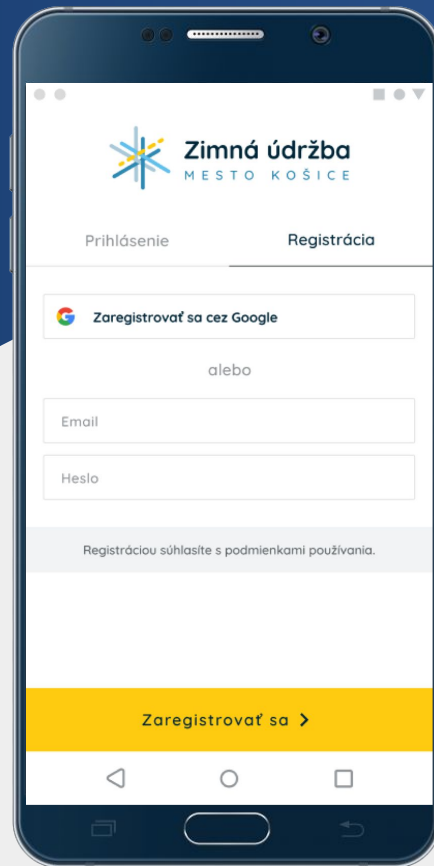 Zimná údržba
MESTO KOŠICE
Prihlásenie
Registrácia
Zaregistrovať sa cez Google
alebo
Email
Heslo
Registráciou súhlasíte s podmienkami používania.
Zaregistrovať sa